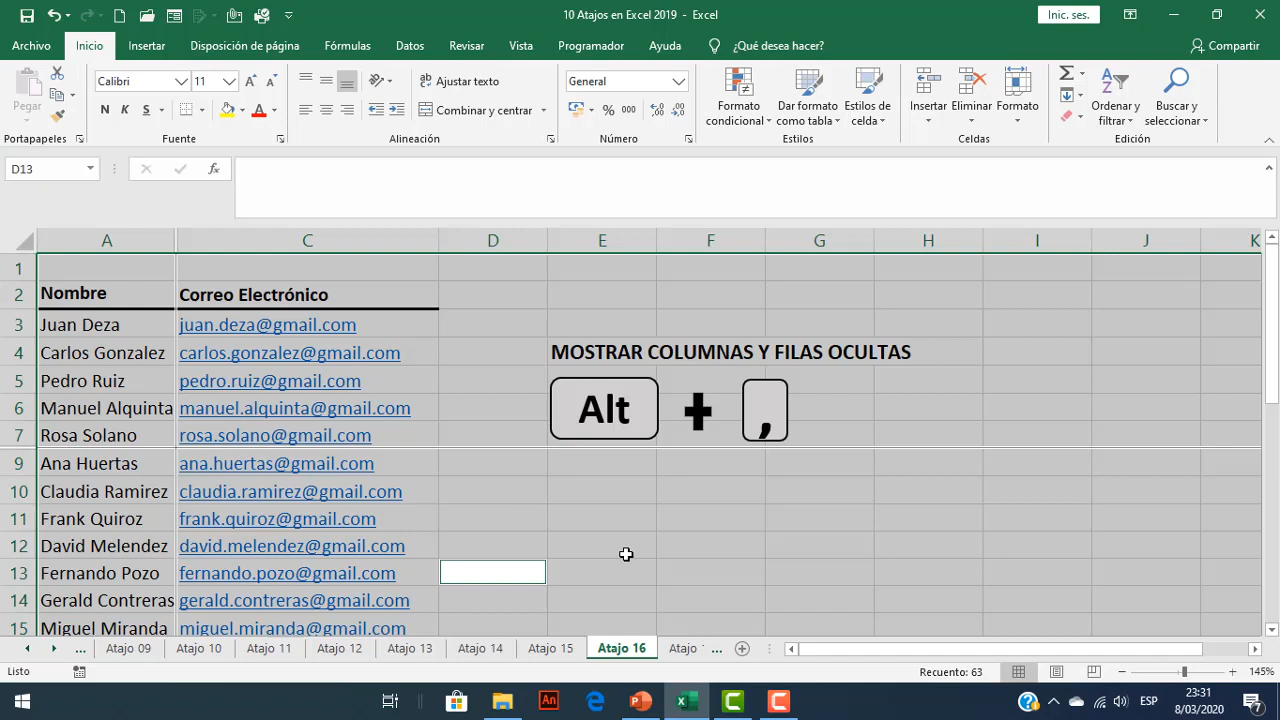 10 Atajos en Excel 2019 - Excel
Inic. ses.
Archivo Inicio Insertar Disposición de página Fórmulas Datos Revisar Vista Programador Ayuda ¿Qué desea hacer? Compartir
Pegar
Calibri 11
N K S
Ajustar texto
Combinar y centrar
General
% 000
Formato condicional
Dar formato como tabla
Estilos de celda
Insertar
Eliminar
Formato
Ordenar y filtrar
Buscar y seleccionar
Portapapeles Fuente Alineación Número Estilos Celdas Edición
D13 fx
A C D E F G H I J K
1
2 Nombre Correo Electrónico
3 Juan Deza juan.deza@gmail.com
4 Carlos Gonzalez carlos.gonzalez@gmail.com MOSTRAR COLUMNAS Y FILAS OCULTAS
5 Pedro Ruiz pedro.ruiz@gmail.com
6 Manuel Alquinta manuel.alquinta@gmail.com Alt + ,
7 Rosa Solano rosa.solano@gmail.com
9 Ana Huertas ana.huertas@gmail.com
10 Claudia Ramirez claudia.ramirez@gmail.com
11 Frank Quiroz frank.quiroz@gmail.com
12 David Melendez david.melendez@gmail.com
13 Fernando Pozo fernando.pozo@gmail.com
14 Gerald Contreras gerald.contreras@gmail.com
15 Miguel Miranda miguel.miranda@gmail.com
... Atajo 09 Atajo 10 Atajo 11 Atajo 12 Atajo 13 Atajo 14 Atajo 15 Atajo 16 Atajo ...
Listo Recuento: 63 145%
An ESP 23:31
8/03/2020 7